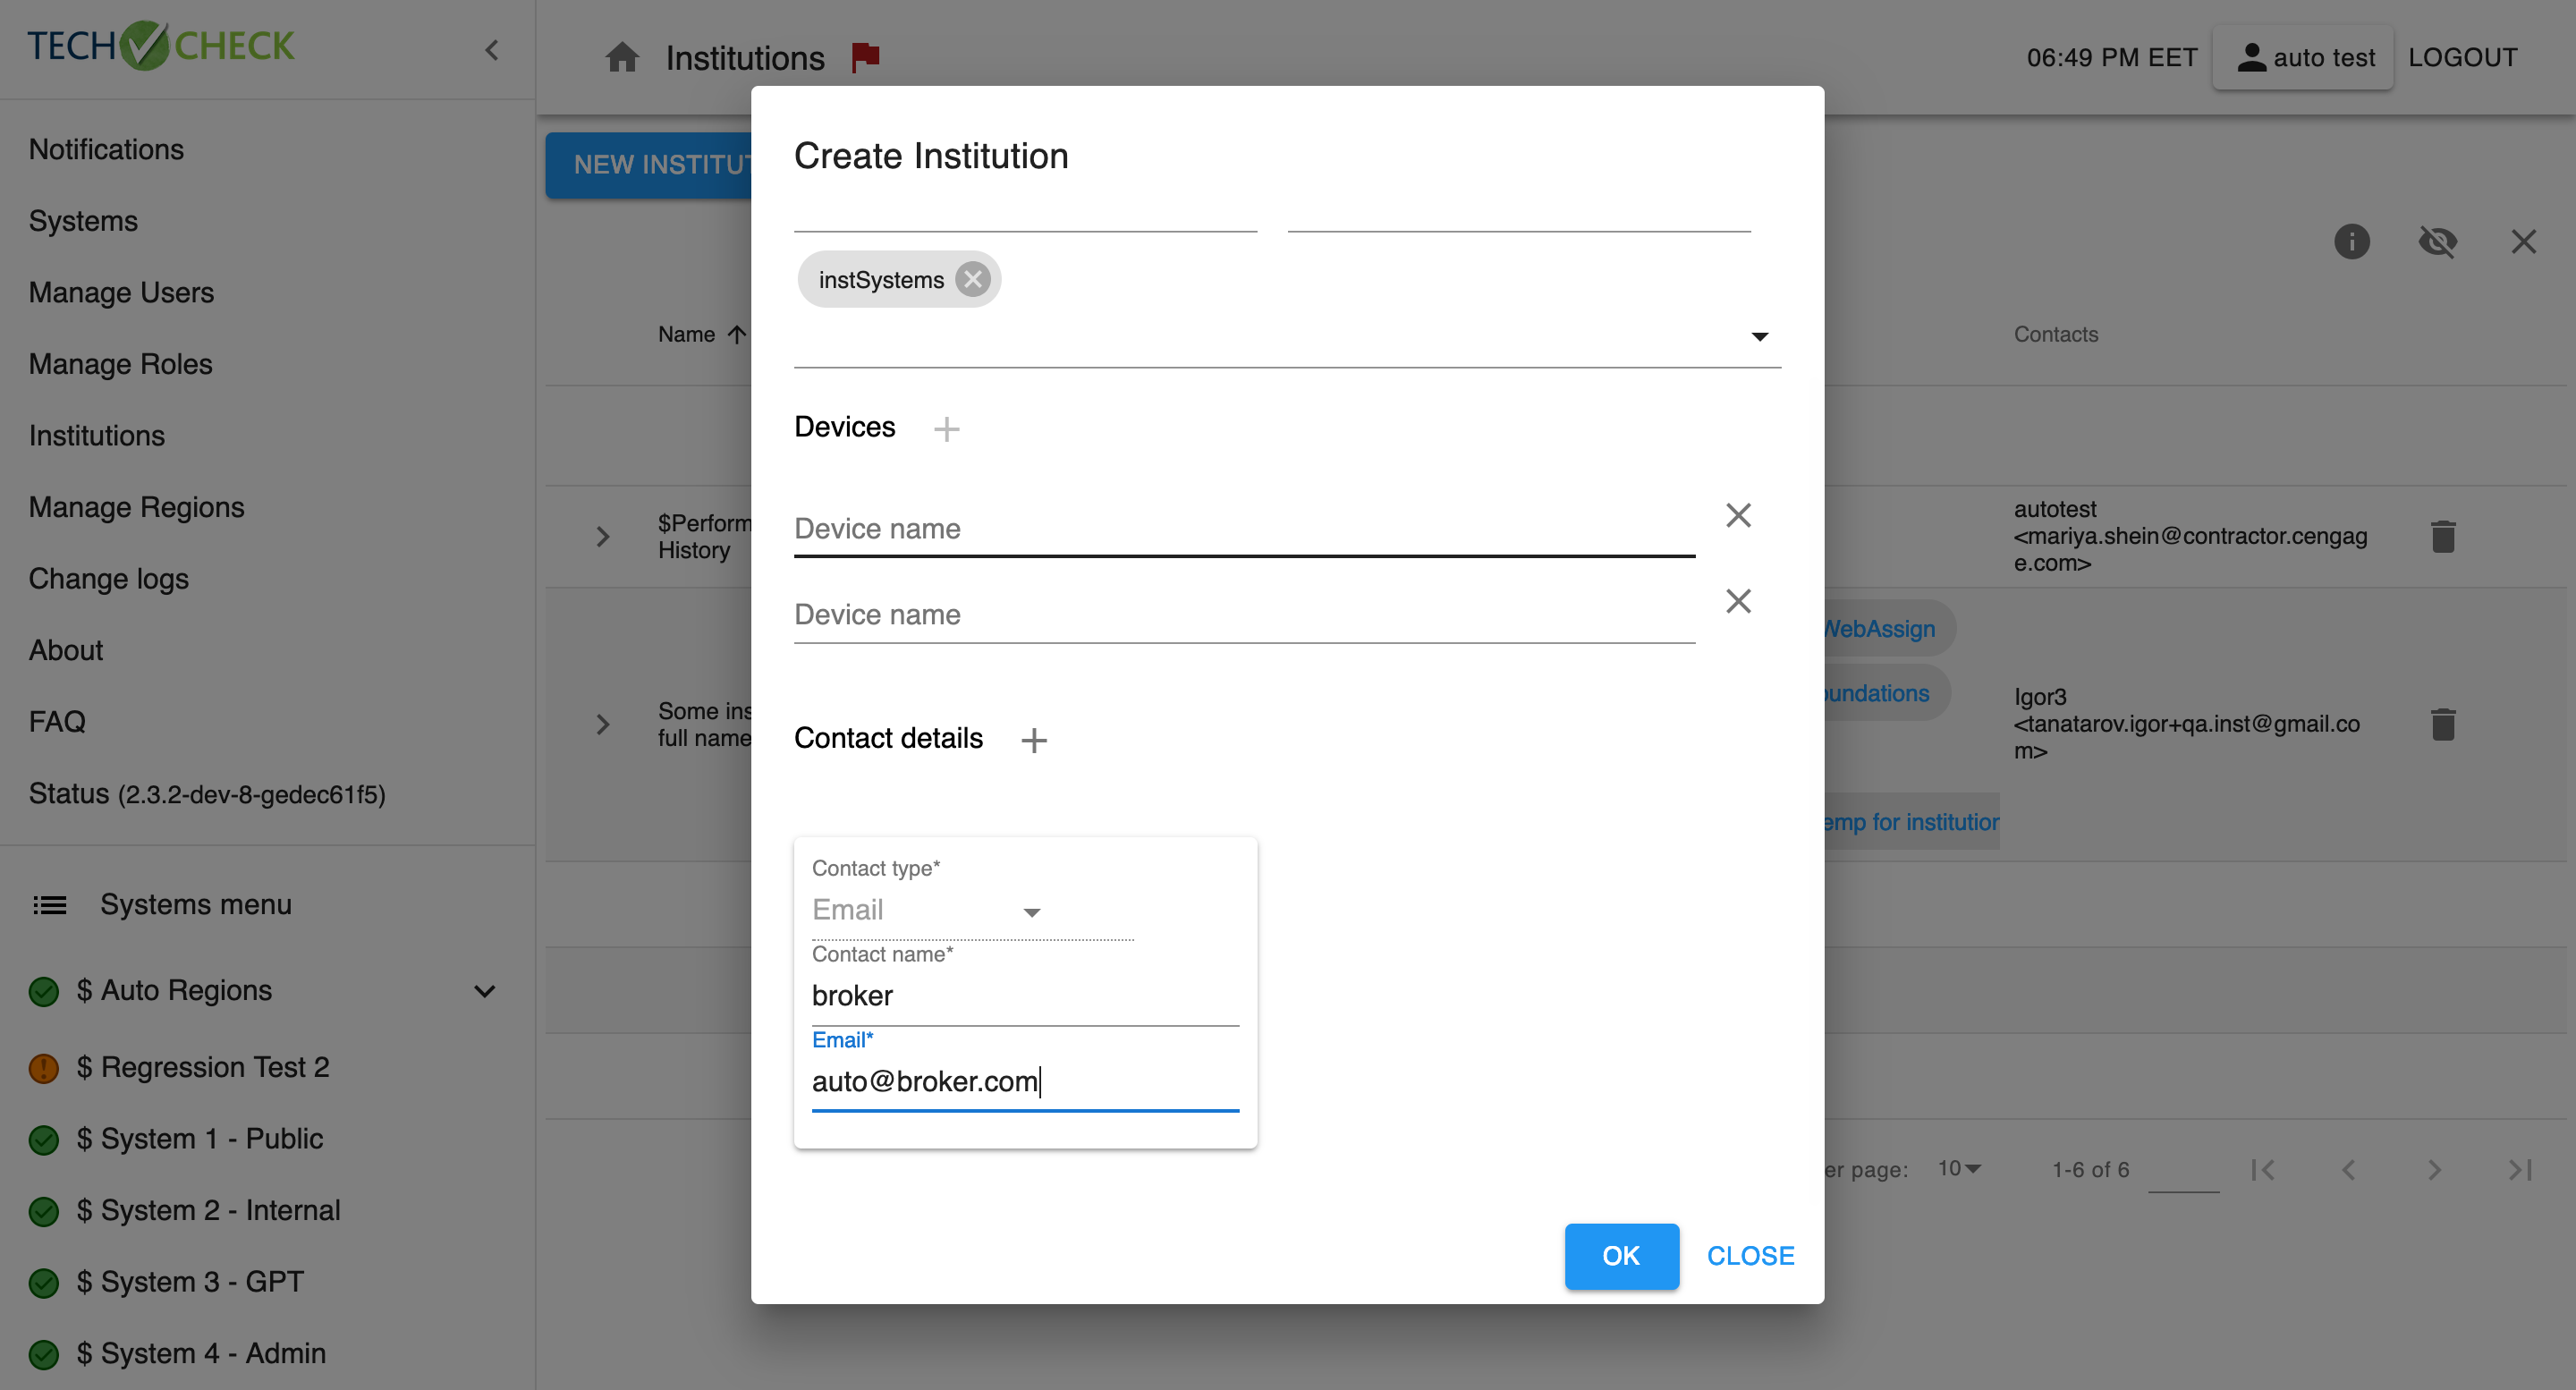 TECH CHECK
Institutions
06:49 PM EET
auto test
LOGOUT
Notifications
Systems
Manage Users
Manage Roles
Institutions
Manage Regions
Change logs
About
FAQ
Status (2.3.2-dev-8-gedec61f5)
Systems menu
$ Auto Regions
$ Regression Test 2
$ System 1 - Public
$ System 2 - Internal
$ System 3 - GPT
$ System 4 - Admin
NEW INSTITUT
Name
Contacts
$Perform
History
autotest
<mariya.shein@contractor.cengag
e.com>
Some ins
full name
WebAssign
oundations
emp for institution
Igor3
<tanatarov.igor+qa.inst@gmail.co
m>
er page:
10
1-6 of 6
Create Institution
instSystems
Devices
Device name
Device name
Contact details
Contact type*
Email
Contact name*
broker
Email*
auto@broker.com
OK
CLOSE